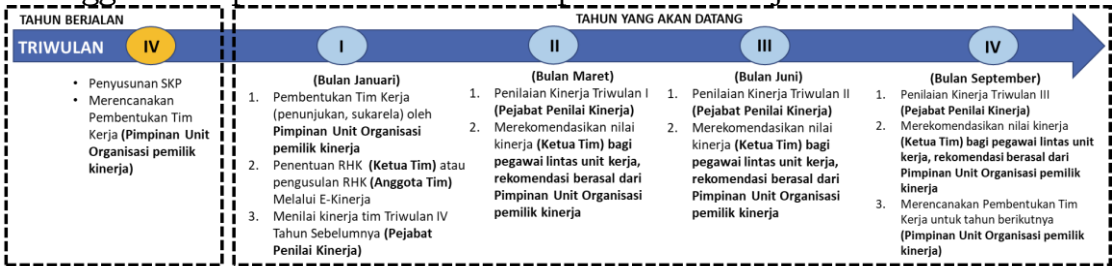 TAHUN BERJALAN
TAHUN YANG AKAN DATANG
TRIWULAN
IV
I
II
III
IV
• Penyusunan SKP
• Merencanakan
Pembentukan Tim
Kerja (Pimpinan Unit
Organisasi pemilik
kinerja)
(Bulan Januari)
1. Pembentukan Tim Kerja
(penunjukan, sukarela) oleh
Pimpinan Unit Organisasi
pemilik kinerja
2. Penentuan RHK (Ketua Tim) atau
pengusulan RHK (Anggota Tim)
Melalui E-Kinerja
3. Menilai kinerja tim Triwulan IV
Tahun Sebelumnya (Pejabat
Penilai Kinerja)
(Bulan Maret)
1. Penilaian Kinerja Triwulan I
(Pejabat Penilai Kinerja)
2. Merekomendasikan nilai
kinerja (Ketua Tim) bagi
pegawai lintas unit kerja,
rekomendasi berasal dari
Pimpinan Unit Organisasi
pemilik kinerja
(Bulan Juni)
1. Penilaian Kinerja Triwulan II
(Pejabat Penilai Kinerja)
2. Merekomendasikan nilai
kinerja (Ketua Tim) bagi
pegawai lintas unit kerja,
rekomendasi berasal dari
Pimpinan Unit Organisasi
pemilik kinerja
(Bulan September)
1. Penilaian Kinerja Triwulan III
(Pejabat Penilai Kinerja)
2. Merekomendasikan nilai kinerja
(Ketua Tim) bagi pegawai lintas unit
kerja, rekomendasi berasal dari
Pimpinan Unit Organisasi pemilik
kinerja
3. Merencanakan Pembentukan Tim
Kerja untuk tahun berikutnya
(Pimpinan Unit Organisasi pemilik
kinerja)